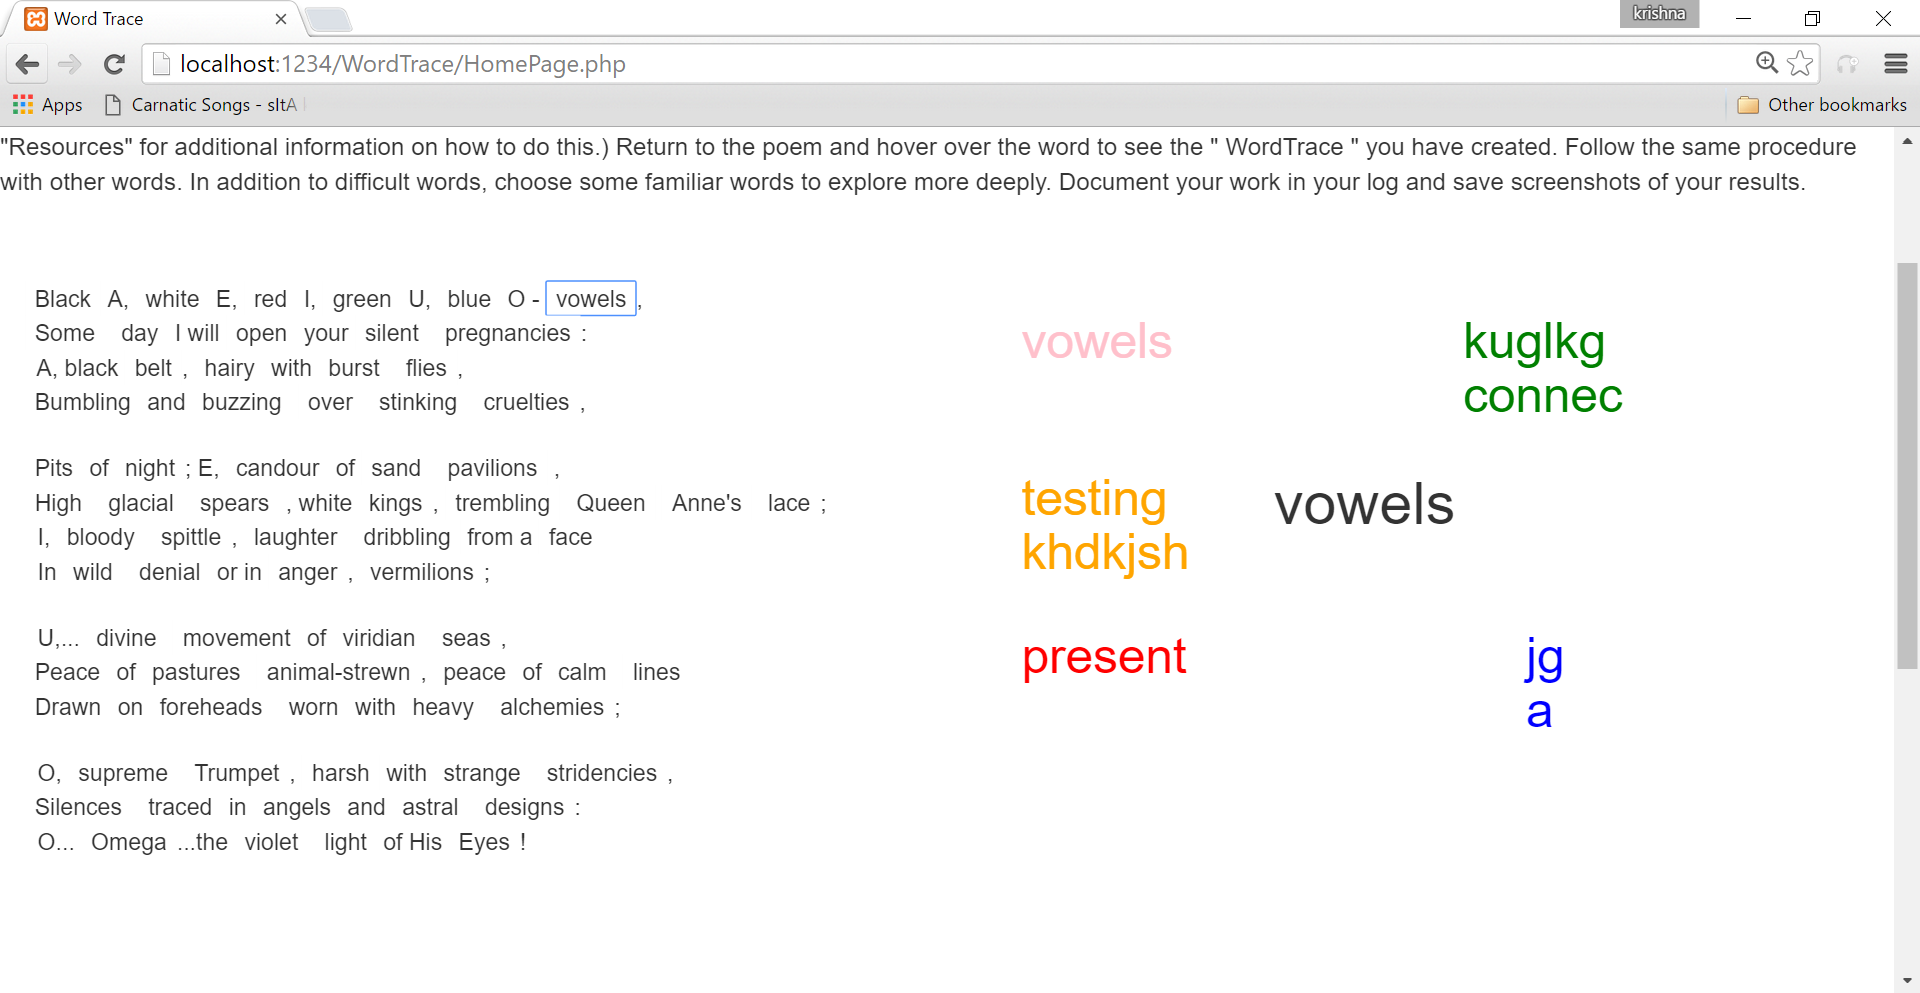 Word Trace
krishna
localhost:1234/WordTrace/HomePage.php
Apps Carnatic Songs - sltA Other bookmarks
"Resources" for additional information on how to do this.) Return to the poem and hover over the word to see the " WordTrace " you have created. Follow the same procedure
with other words. In addition to difficult words, choose some familiar words to explore more deeply. Document your work in your log and save screenshots of your results.
Black A, white E, red I, green U, blue O - vowels ,
Some day I will open your silent pregnancies :
A, black belt , hairy with burst flies ,
Bumbling and buzzing over stinking cruelties ,
Pits of night ; E, candour of sand pavilions ,
High glacial spears , white kings , trembling Queen Anne's lace ;
I, bloody spittle , laughter dribbling from a face
In wild denial or in anger , vermilions ;
U,... divine movement of viridian seas ,
Peace of pastures animal-strewn , peace of calm lines
Drawn on foreheads worn with heavy alchemies ;
O, supreme Trumpet , harsh with strange stridencies ,
Silences traced in angels and astral designs :
O... Omega ...the violet light of His Eyes !
vowels
kuglkg
connec
testing
khdkjsh
vowels
present
jg
a